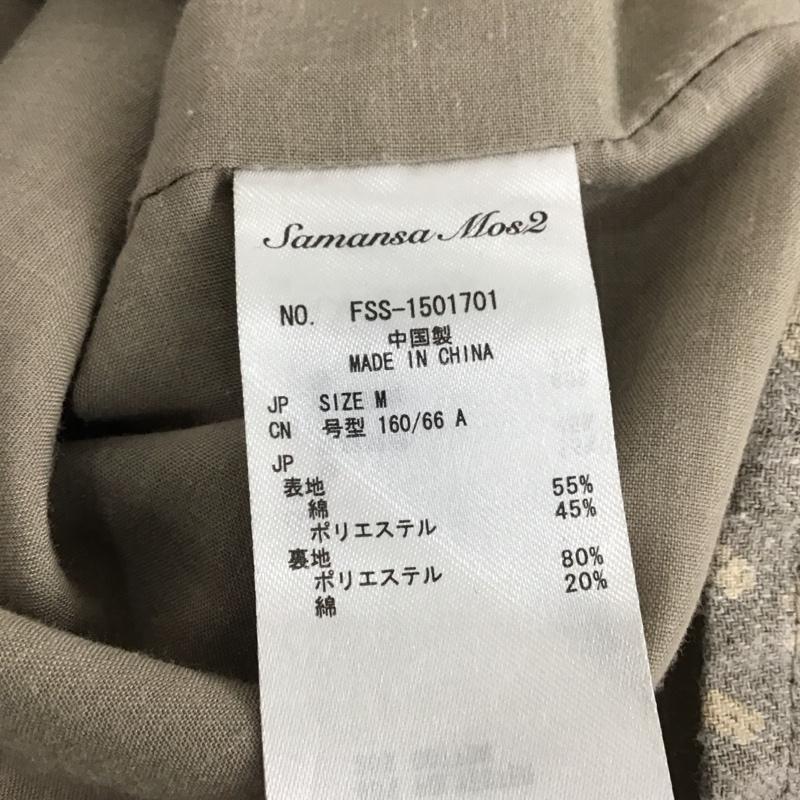 Samansa Mos2
NO. FSS-1501701
中国製
MADE IN CHINA
JP SIZE M
CN 号型 160/66 A
JP
表地
綿 55%
ポリエステル 45%
裏地
ポリエステル 80%
綿 20%